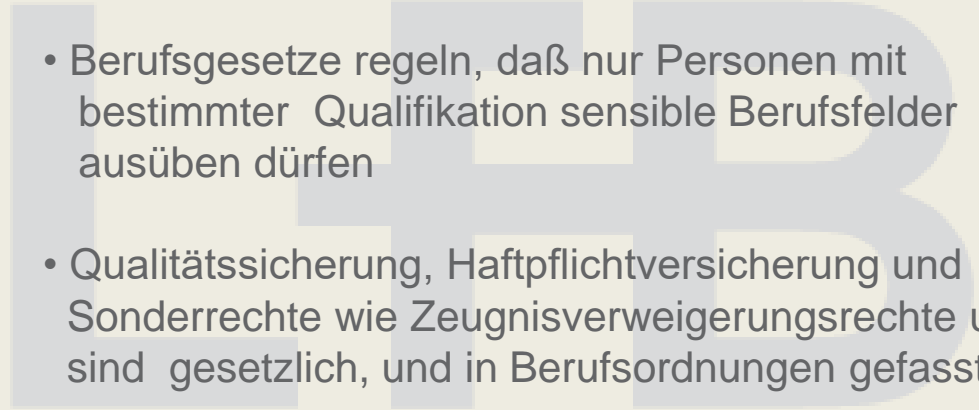 • Berufsgesetze regeln, daß nur Personen mit
bestimmter Qualifikation sensible Berufsfelder
ausüben dürfen
• Qualitätssicherung, Haftpflichtversicherung und
Sonderrechte wie Zeugnisverweigerungsrechte
sind gesetzlich, und in Berufsordnungen gefasst